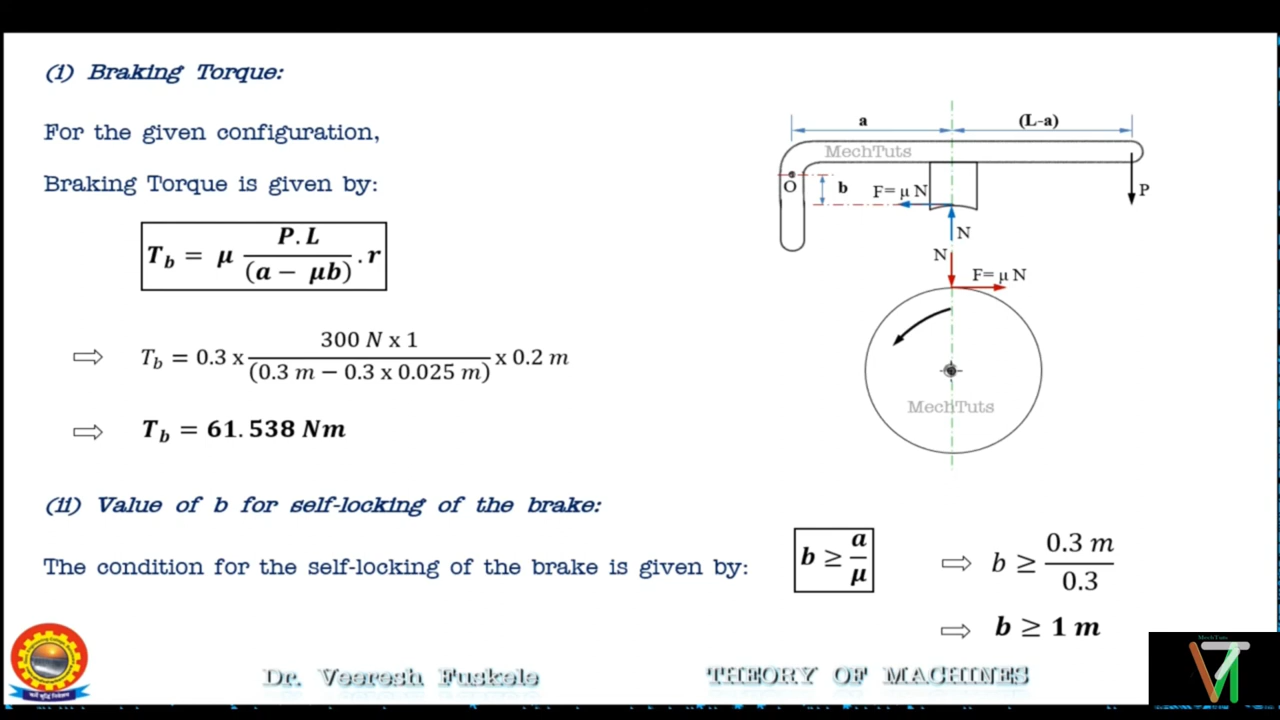 (i) Braking Torque:
For the given configuration,
Braking Torque is given by:
T_b = μ P.L / (a − μb) . r
⇨ T_b = 0.3 x 300 N x 1 / (0.3 m − 0.3 x 0.025 m) x 0.2 m
⇨ T_b = 61.538 Nm
a
(L-a)
MechTuts
O
b
F= μ N
P
N
N
F= μ N
MechTuts
(ii) Value of b for self-locking of the brake:
The condition for the self-locking of the brake is given by:
b ≥ a / μ
⇨ b ≥ 0.3 m / 0.3
⇨ b ≥ 1 m
Dr. Veeresh Fuskele
THEORY OF MACHINES
MechTuts